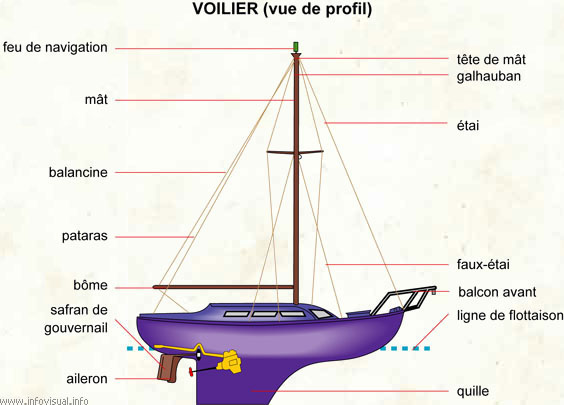 VOILIER (vue de profil)
feu de navigation
mât
balancine
pataras
bôme
safran de
gouvernail
aileron
tête de mât
galhauban
étai
faux-étai
balcon avant
ligne de flottaison
quille
www.infovisual.info